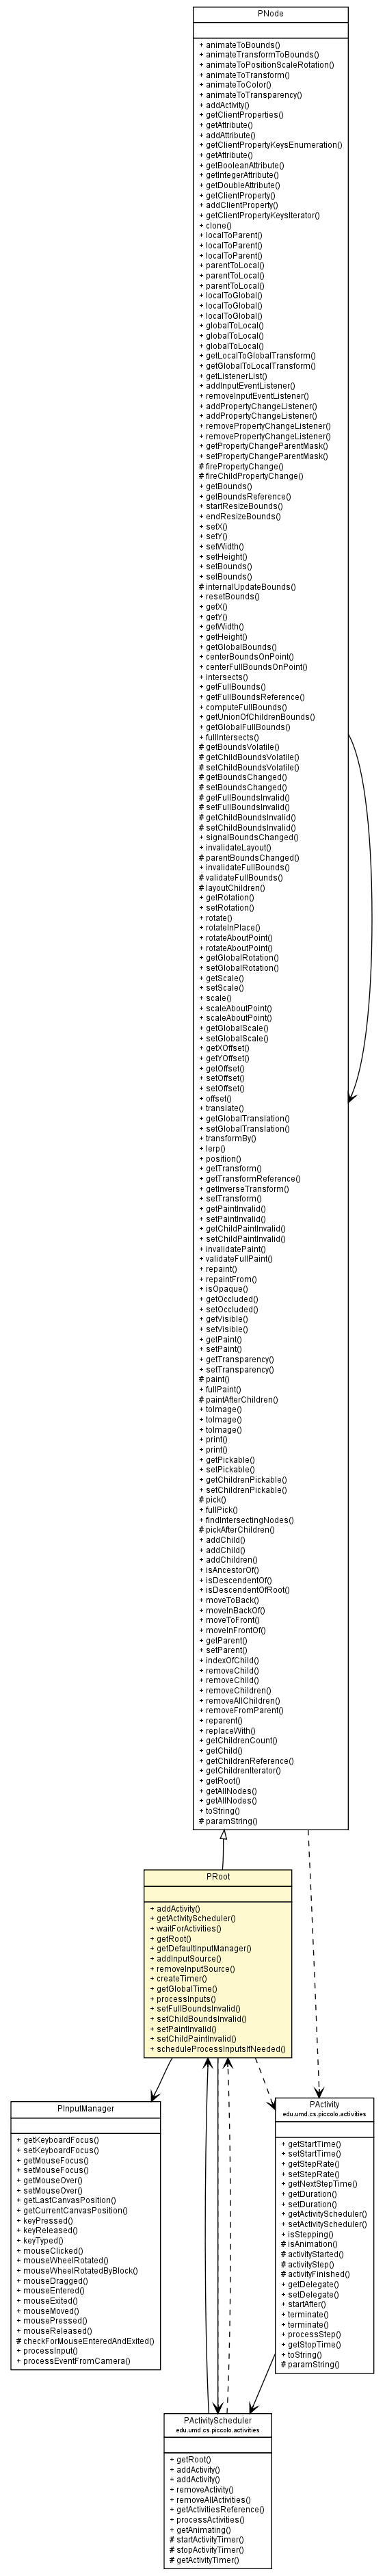 PNode
+ animateToBounds()
+ animateTransformToBounds()
+ animateToPositionScaleRotation()
+ animateToTransform()
+ animateToColor()
+ animateToTransparency()
+ addActivity()
+ getClientProperties()
+ getAttribute()
+ addAttribute()
+ getClientPropertyKeysEnumeration()
+ getAttribute()
+ getBooleanAttribute()
+ getIntegerAttribute()
+ getDoubleAttribute()
+ getClientProperty()
+ addClientProperty()
+ getClientPropertyKeysIterator()
+ clone()
+ localToParent()
+ localToParent()
+ localToParent()
+ parentToLocal()
+ parentToLocal()
+ parentToLocal()
+ localToGlobal()
+ localToGlobal()
+ localToGlobal()
+ globalToLocal()
+ globalToLocal()
+ globalToLocal()
+ getLocalToGlobalTransform()
+ getGlobalToLocalTransform()
+ getListenerList()
+ addInputEventListener()
+ removeInputEventListener()
+ addPropertyChangeListener()
+ addPropertyChangeListener()
+ removePropertyChangeListener()
+ removePropertyChangeListener()
+ getPropertyChangeParentMask()
+ setPropertyChangeParentMask()
# firePropertyChange()
# fireChildPropertyChange()
+ getBounds()
+ getBoundsReference()
+ startResizeBounds()
+ endResizeBounds()
+ setX()
+ setY()
+ setWidth()
+ setHeight()
+ setBounds()
+ setBounds()
# internalUpdateBounds()
+ resetBounds()
+ getX()
+ getY()
+ getWidth()
+ getHeight()
+ getGlobalBounds()
+ centerBoundsOnPoint()
+ centerFullBoundsOnPoint()
+ intersects()
+ getFullBounds()
+ getFullBoundsReference()
+ computeFullBounds()
+ getUnionOfChildrenBounds()
+ getGlobalFullBounds()
+ fullIntersects()
# getBoundsVolatile()
# getChildBoundsVolatile()
# setChildBoundsVolatile()
# getBoundsChanged()
# setBoundsChanged()
# getFullBoundsInvalid()
# setFullBoundsInvalid()
# getChildBoundsInvalid()
# setChildBoundsInvalid()
+ signalBoundsChanged()
+ invalidateLayout()
# parentBoundsChanged()
+ invalidateFullBounds()
# validateFullBounds()
# layoutChildren()
+ getRotation()
+ setRotation()
+ rotate()
+ rotateInPlace()
+ rotateAboutPoint()
+ rotateAboutPoint()
+ getGlobalRotation()
+ setGlobalRotation()
+ getScale()
+ setScale()
+ scale()
+ scaleAboutPoint()
+ scaleAboutPoint()
+ getGlobalScale()
+ setGlobalScale()
+ getXOffset()
+ getYOffset()
+ getOffset()
+ setOffset()
+ setOffset()
+ offset()
+ translate()
+ getGlobalTranslation()
+ setGlobalTranslation()
+ transformBy()
+ lerp()
+ position()
+ getTransform()
+ getTransformReference()
+ getInverseTransform()
+ setTransform()
+ getPaintInvalid()
+ setPaintInvalid()
+ getChildPaintInvalid()
+ setChildPaintInvalid()
+ invalidatePaint()
+ validateFullPaint()
+ repaint()
+ repaintFrom()
+ isOpaque()
+ getOccluded()
+ setOccluded()
+ getVisible()
+ setVisible()
+ getPaint()
+ setPaint()
+ getTransparency()
+ setTransparency()
# paint()
+ fullPaint()
# paintAfterChildren()
+ toImage()
+ toImage()
+ toImage()
+ print()
+ print()
+ getPickable()
+ setPickable()
+ getChildrenPickable()
+ setChildrenPickable()
# pick()
+ fullPick()
+ findIntersectingNodes()
# pickAfterChildren()
+ addChild()
+ addChild()
+ addChildren()
+ isAncestorOf()
+ isDescendentOf()
+ isDescendentOfRoot()
+ moveToBack()
+ moveInBackOf()
+ moveToFront()
+ moveInFrontOf()
+ getParent()
+ setParent()
+ indexOfChild()
+ removeChild()
+ removeChild()
+ removeChildren()
+ removeAllChildren()
+ removeFromParent()
+ reparent()
+ replaceWith()
+ getChildrenCount()
+ getChild()
+ getChildrenReference()
+ getChildrenIterator()
+ getRoot()
+ getAllNodes()
+ getAllNodes()
+ toString()
# paramString()
PRoot
+ addActivity()
+ getActivityScheduler()
+ waitForActivities()
+ getRoot()
+ getDefaultInputManager()
+ addInputSource()
+ removeInputSource()
+ createTimer()
+ getGlobalTime()
+ processInputs()
+ setFullBoundsInvalid()
+ setChildBoundsInvalid()
+ setPaintInvalid()
+ setChildPaintInvalid()
+ scheduleProcessInputsIfNeeded()
PInputManager
+ getKeyboardFocus()
+ setKeyboardFocus()
+ getMouseFocus()
+ setMouseFocus()
+ getMouseOver()
+ setMouseOver()
+ getLastCanvasPosition()
+ getCurrentCanvasPosition()
+ keyPressed()
+ keyReleased()
+ keyTyped()
+ mouseClicked()
+ mouseWheelRotated()
+ mouseWheelRotatedByBlock()
+ mouseDragged()
+ mouseEntered()
+ mouseExited()
+ mouseMoved()
+ mousePressed()
+ mouseReleased()
# checkForMouseEnteredAndExited()
+ processInput()
+ processEventFromCamera()
PActivity
edu.umd.cs.piccolo.activities
+ getStartTime()
+ setStartTime()
+ getStepRate()
+ setStepRate()
+ getNextStepTime()
+ getDuration()
+ setDuration()
+ getActivityScheduler()
+ setActivityScheduler()
+ isStepping()
# isAnimation()
# activityStarted()
# activityStep()
# activityFinished()
+ getDelegate()
+ setDelegate()
+ startAfter()
+ terminate()
+ terminate()
+ processStep()
+ getStopTime()
+ toString()
# paramString()
PActivityScheduler
edu.umd.cs.piccolo.activities
+ getRoot()
+ addActivity()
+ addActivity()
+ removeActivity()
+ removeAllActivities()
+ getActivitiesReference()
+ processActivities()
+ getAnimating()
# startActivityTimer()
# stopActivityTimer()
# getActivityTimer()